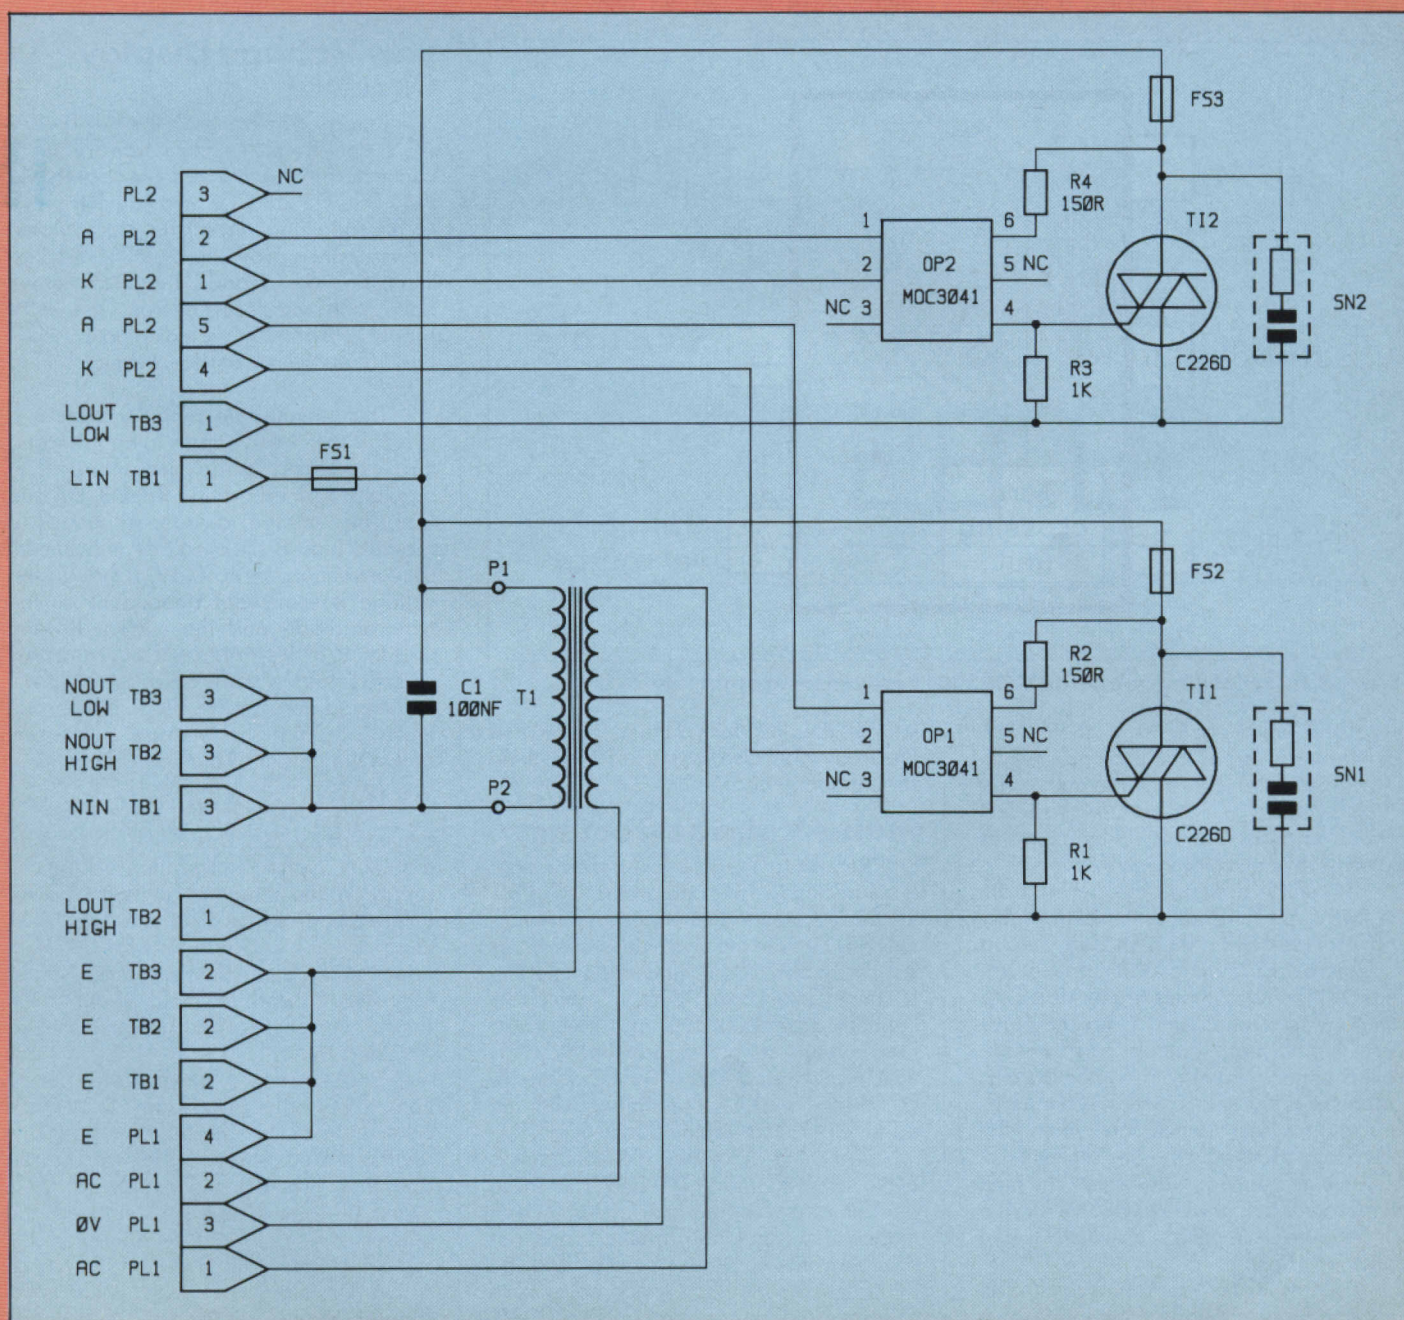 FS3
NC
PL2 3
A PL2 2
K PL2 1
A PL2 5
K PL2 4
LOUT LOW TB3 1
LIN TB1 1
FS1
R4
150R
TI2
1
2
NC 3
OP2
MOC3041
6
5 NC
4
R3
1K
C226D
SN2
P1
FS2
NOUT LOW TB3 3
NOUT HIGH TB2 3
NIN TB1 3
C1
100NF
T1
P2
R2
150R
TI1
1
2
NC 3
OP1
MOC3041
6
5 NC
4
R1
1K
C226D
SN1
LOUT HIGH TB2 1
E TB3 2
E TB2 2
E TB1 2
E PL1 4
AC PL1 2
0V PL1 3
AC PL1 1